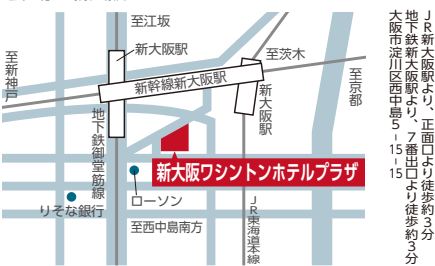 至江坂
新大阪駅
至茨木
至新神戸
新幹線新大阪駅
至京都
新大阪駅
地下鉄御堂筋線
新大阪ワシントンホテルプラザ
ローソン
りそな銀行
至西中島南方
JR東海道本線
JR新大阪駅より、正面口より徒歩約3分
地下鉄新大阪駅より、7番出口より徒歩約3分
大阪市淀川区西中島5-15-15